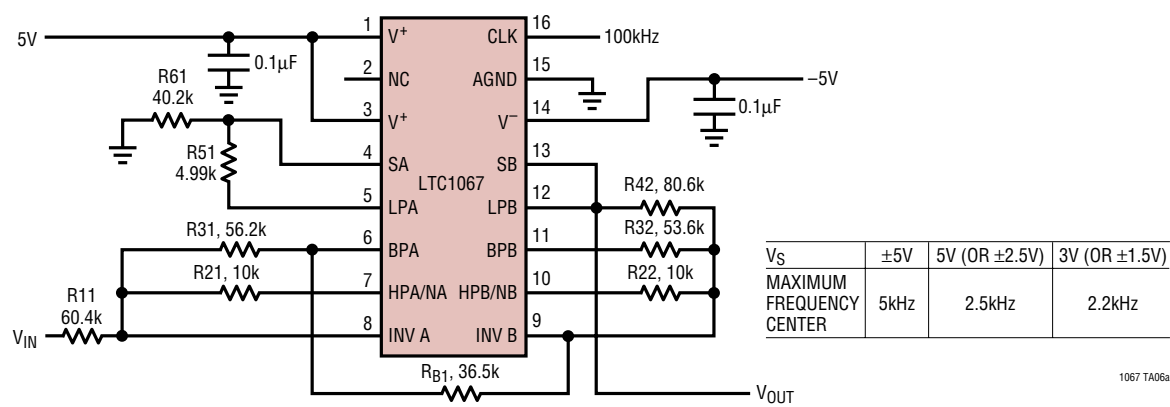 5V
0.1µF
R61
40.2k
R51
4.99k
R31, 56.2k
R21, 10k
R11
60.4k
VIN
1
2
3
4
5
6
7
8
V+
NC
V+
SA
LPA
BPA
HPA/NA
INV A
LTC1067
CLK
AGND
V−
SB
LPB
BPB
HPB/NB
INV B
16
15
14
13
12
11
10
9
100kHz
−5V
0.1µF
R42, 80.6k
R32, 53.6k
R22, 10k
RB1, 36.5k
VOUT
VS ±5V 5V (OR ±2.5V) 3V (OR ±1.5V)
MAXIMUM
FREQUENCY 5kHz 2.5kHz 2.2kHz
CENTER
1067 TA06a